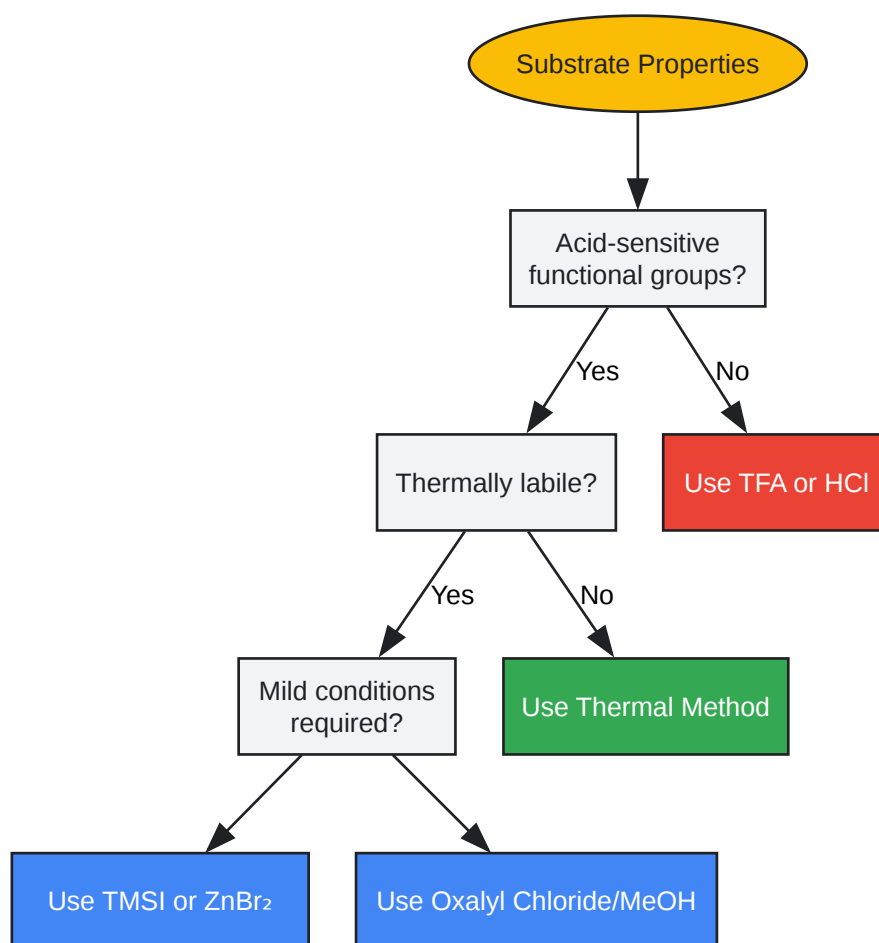 Substrate Properties
Acid-sensitive
functional groups?
Yes
No
Thermally labile?
Use TFA or HCl
Yes
No
Mild conditions
required?
Use Thermal Method
Use TMSI or ZnBr₂
Use Oxalyl Chloride/MeOH